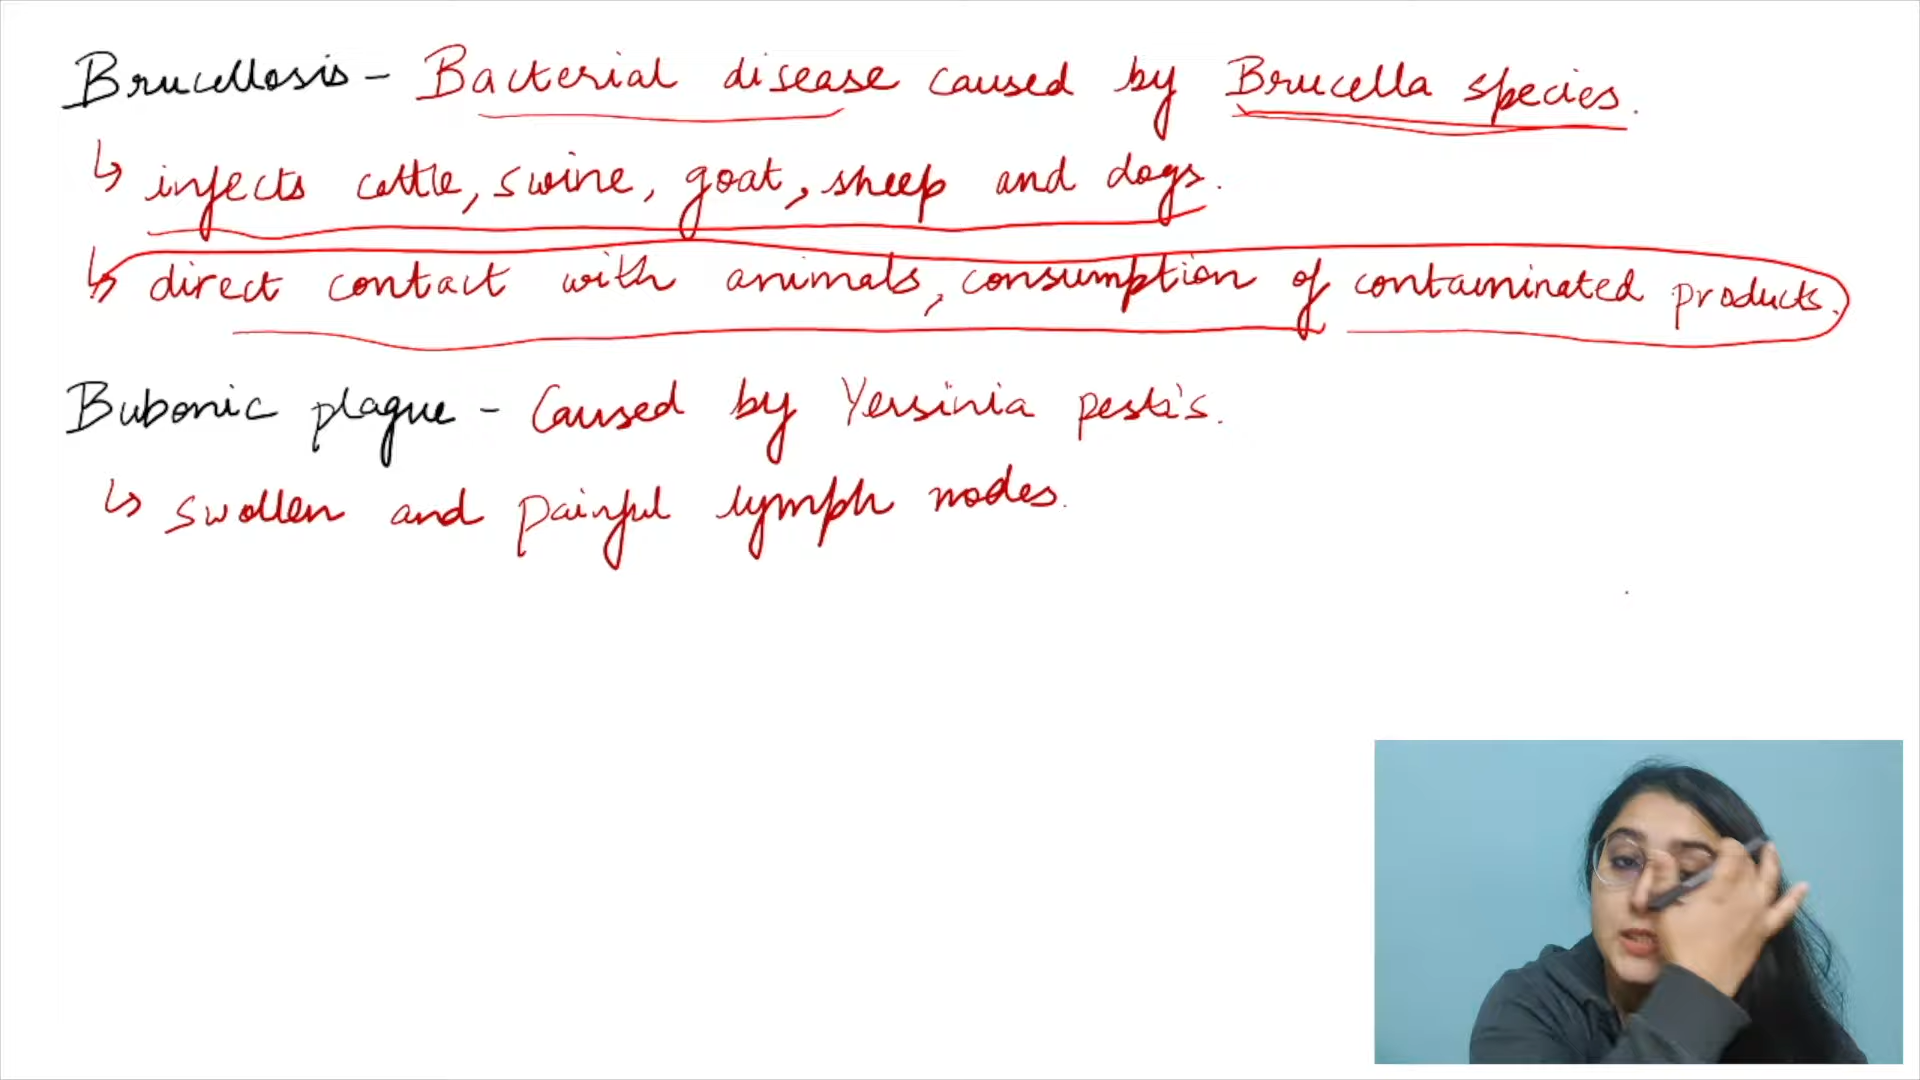 Brucellosis - Bacterial disease caused by Brucella species.
↳ infects cattle, swine, goat, sheep and dogs.
↳ direct contact with animals, consumption of contaminated products.
Bubonic plague - Caused by Yersinia pestis.
↳ swollen and painful lymph nodes.